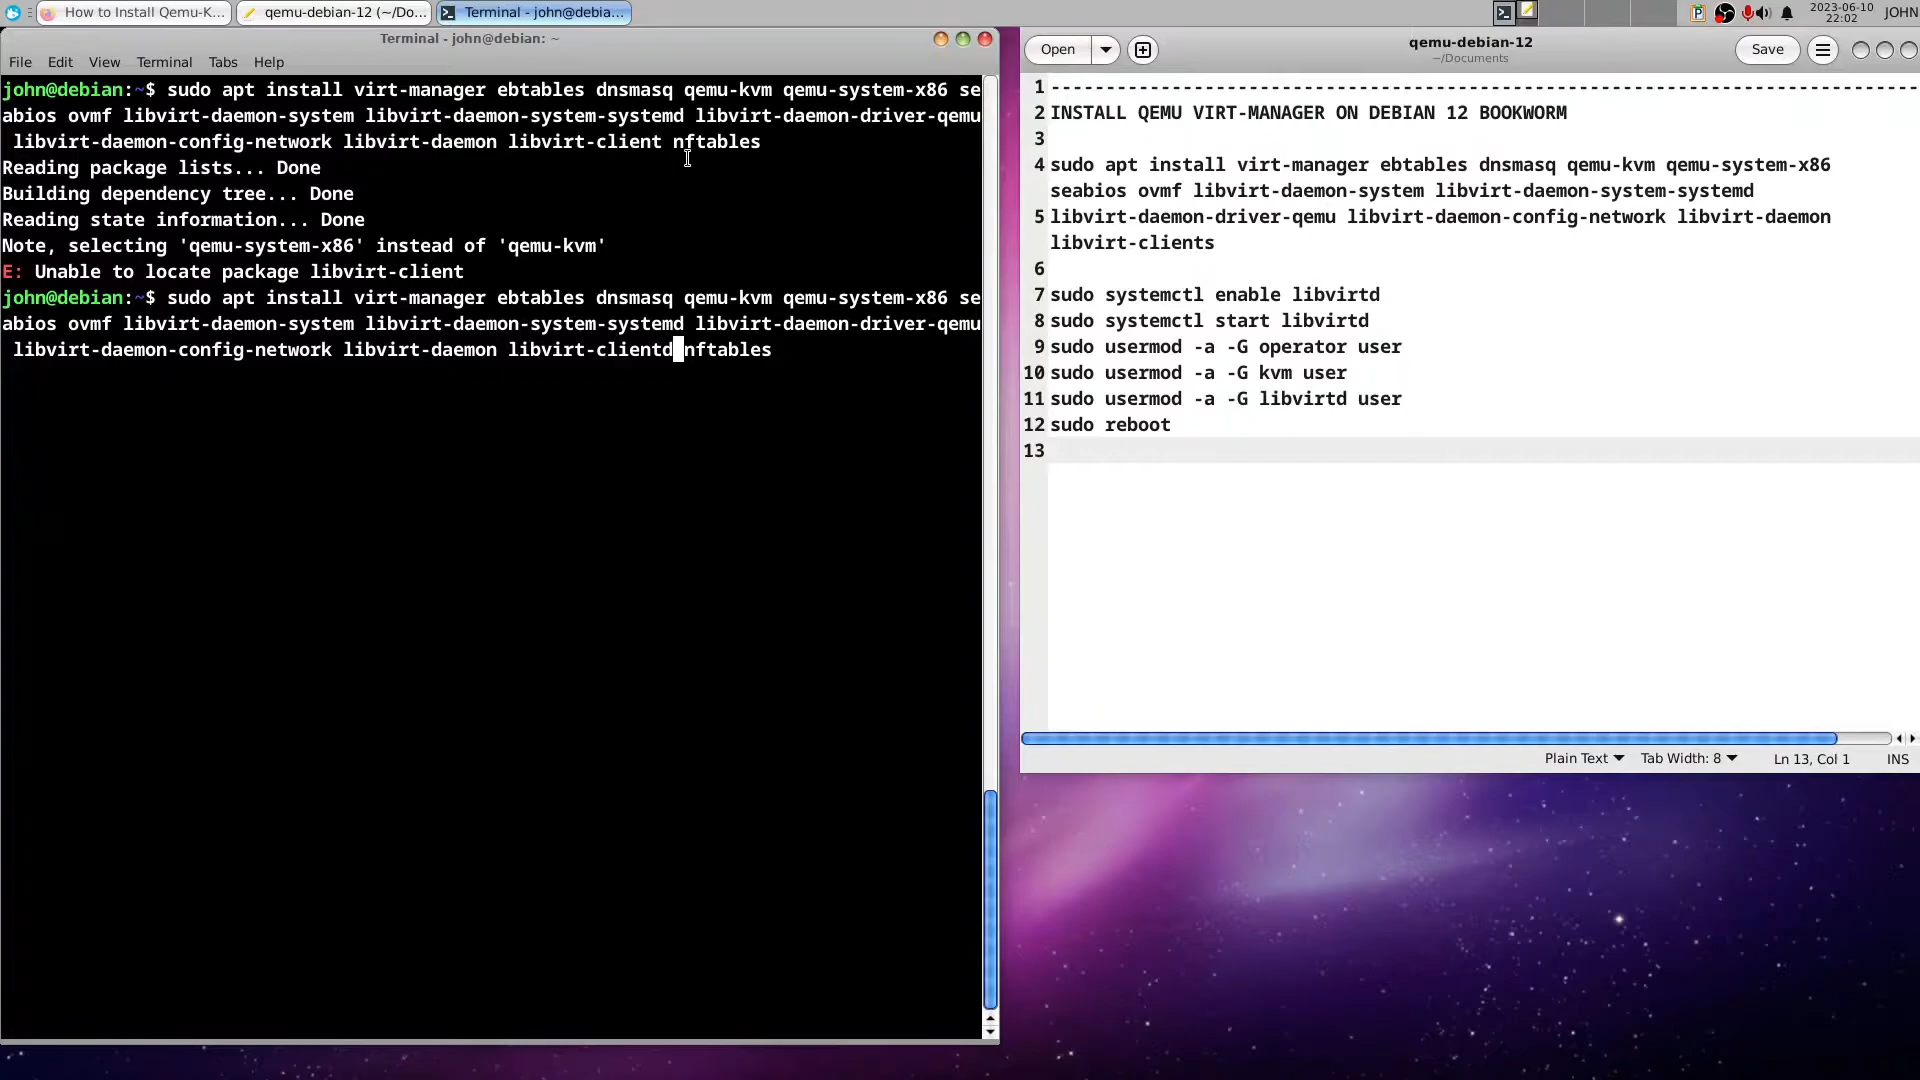 How to Install Qemu-K...
qemu-debian-12 (~/Do...
Terminal - john@debia...
2023-06-10
22:02
JOHN
Terminal - john@debian: ~
File Edit View Terminal Tabs Help
john@debian:~$ sudo apt install virt-manager ebtables dnsmasq qemu-kvm qemu-system-x86 se
abios ovmf libvirt-daemon-system libvirt-daemon-system-systemd libvirt-daemon-driver-qemu
libvirt-daemon-config-network libvirt-daemon libvirt-client nftables
Reading package lists... Done
Building dependency tree... Done
Reading state information... Done
Note, selecting 'qemu-system-x86' instead of 'qemu-kvm'
E: Unable to locate package libvirt-client
john@debian:~$ sudo apt install virt-manager ebtables dnsmasq qemu-kvm qemu-system-x86 se
abios ovmf libvirt-daemon-system libvirt-daemon-system-systemd libvirt-daemon-driver-qemu
libvirt-daemon-config-network libvirt-daemon libvirt-clientd nftables
Open
qemu-debian-12
~/Documents
Save
1 --------------------------------------------------------------------------------
2 INSTALL QEMU VIRT-MANAGER ON DEBIAN 12 BOOKWORM
3
4 sudo apt install virt-manager ebtables dnsmasq qemu-kvm qemu-system-x86
seabios ovmf libvirt-daemon-system libvirt-daemon-system-systemd
5 libvirt-daemon-driver-qemu libvirt-daemon-config-network libvirt-daemon
libvirt-clients
6
7 sudo systemctl enable libvirtd
8 sudo systemctl start libvirtd
9 sudo usermod -a -G operator user
10 sudo usermod -a -G kvm user
11 sudo usermod -a -G libvirtd user
12 sudo reboot
13
Plain Text Tab Width: 8 Ln 13, Col 1 INS